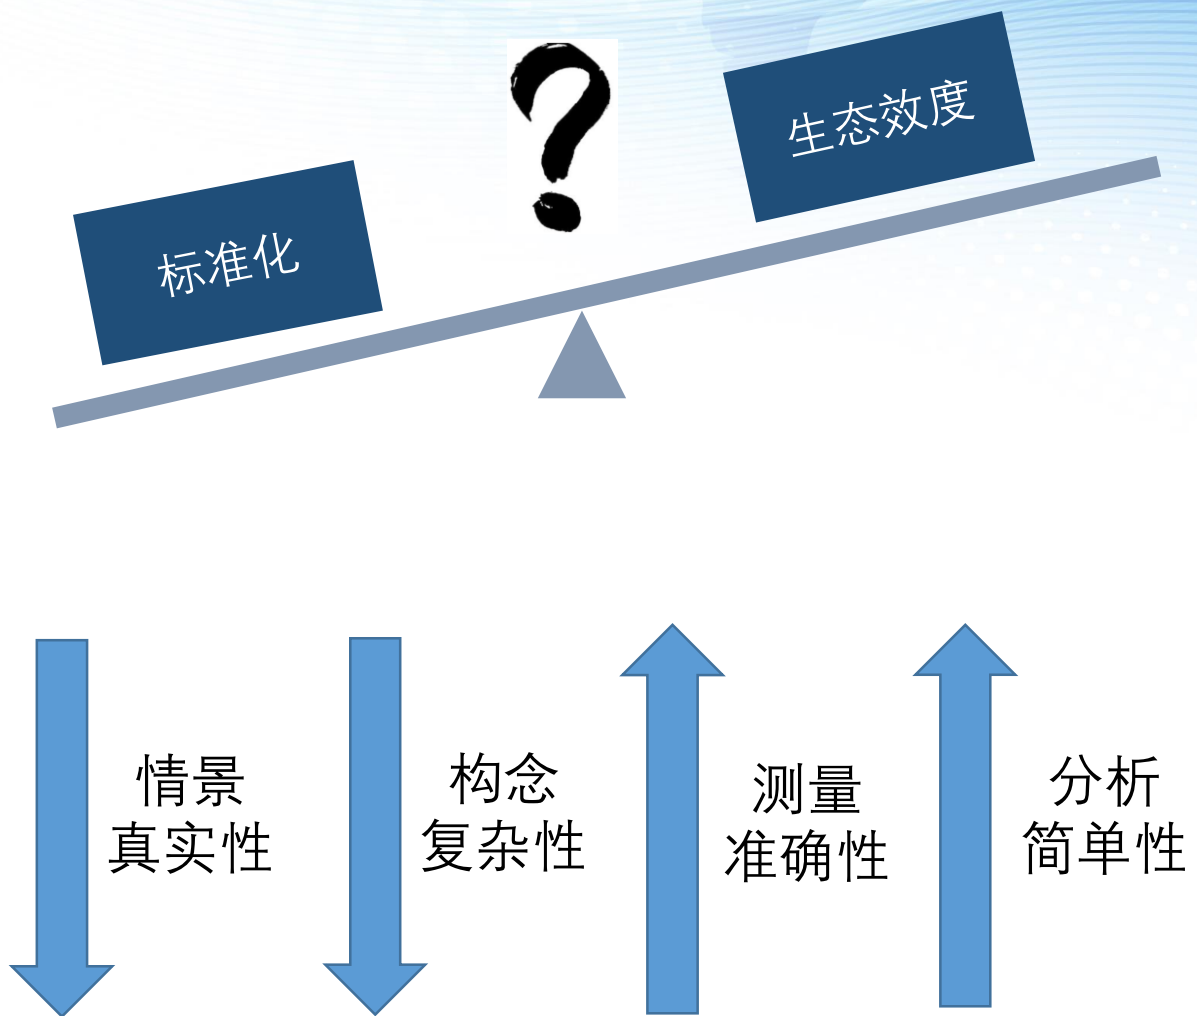 ?
生态效度
标准化
情景
真实性
构念
复杂性
测量
准确性
分析
简单性